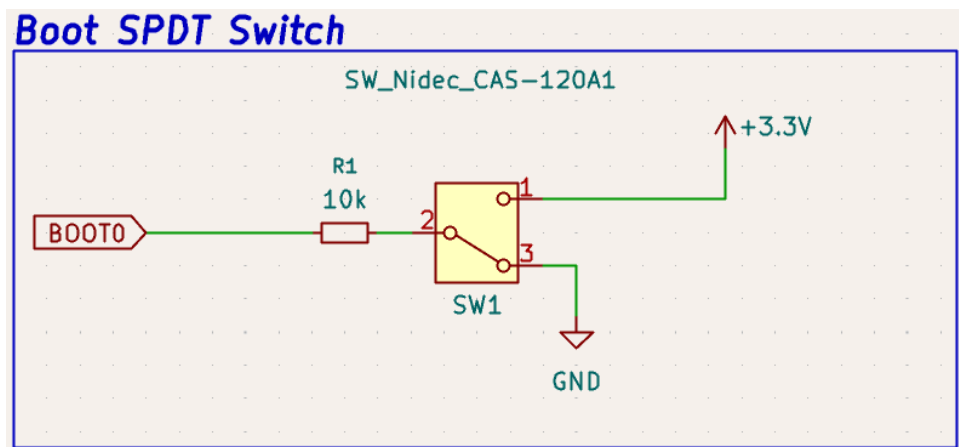 Boot SPDT Switch
SW_Nidec_CAS-120A1
+3.3V
R1
10k
1
2
BOOT0
3
SW1
GND